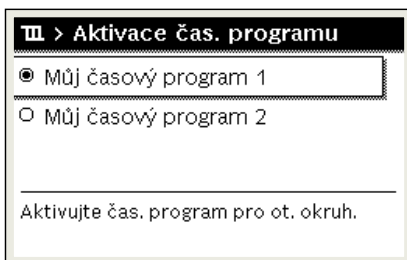 > Aktivace čas. programu
Můj časový program 1
Můj časový program 2
Aktivujte čas. program pro ot. okruh.